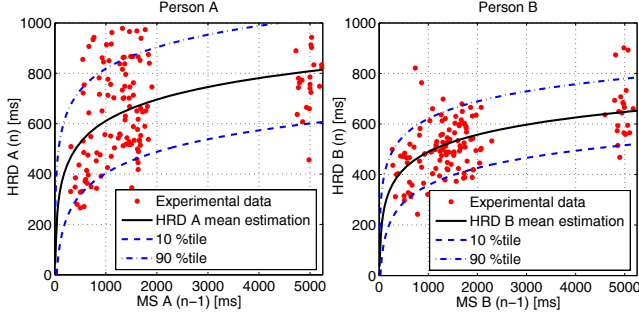 Person A
HRD A (n) [ms]
1000
800
600
400
200
0
Experimental data
HRD A mean estimation
10 %tile
90 %tile
0 1000 2000 3000 4000 5000
MS A (n−1) [ms]
Person B
HRD B (n) [ms]
1000
800
600
400
200
0
Experimental data
HRD B mean estimation
10 %tile
90 %tile
0 1000 2000 3000 4000 5000
MS B (n−1) [ms]